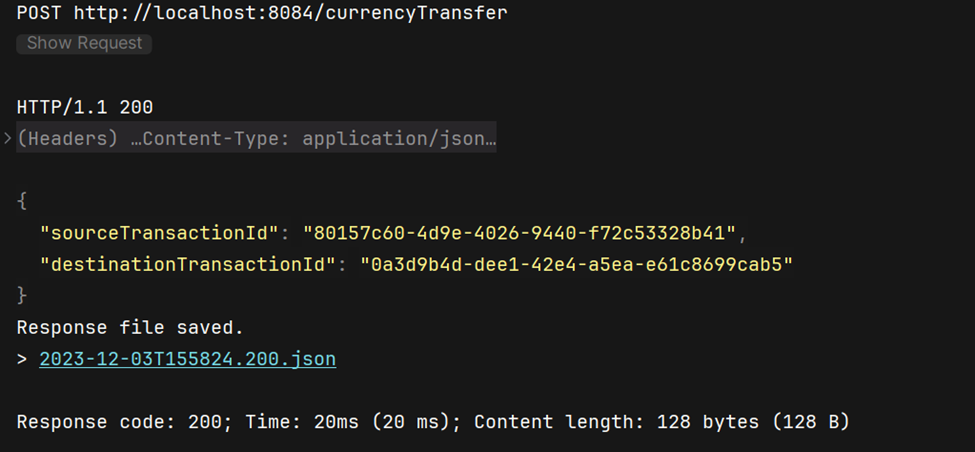 POST http://localhost:8084/currencyTransfer
Show Request
HTTP/1.1 200
(Headers) …Content-Type: application/json…
{
"sourceTransactionId": "80157c60-4d9e-4026-9440-f72c53328b41",
"destinationTransactionId": "0a3d9b4d-dee1-42e4-a5ea-e61c8699cab5"
}
Response file saved.
> 2023-12-03T155824.200.json
Response code: 200; Time: 20ms (20 ms); Content length: 128 bytes (128 B)